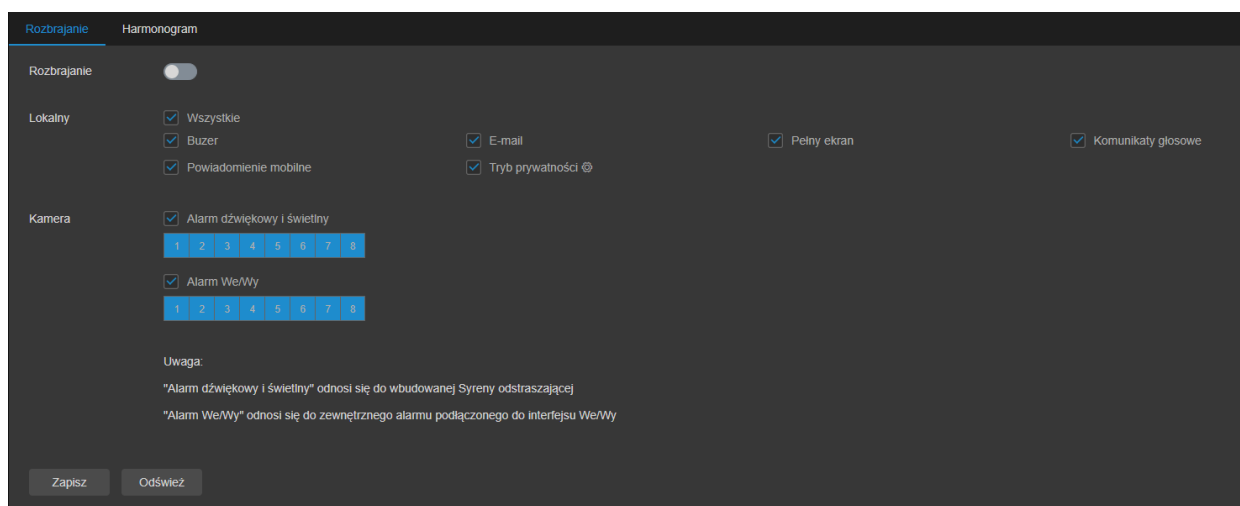 Rozbrajanie Harmonogram
Rozbrajanie
Lokalny Wszystkie
Buzer E-mail Pełny ekran Komunikaty głosowe
Powiadomienie mobilne Tryb prywatności
Kamera Alarm dźwiękowy i świetlny
1 2 3 4 5 6 7 8
Alarm We/Wy
1 2 3 4 5 6 7 8
Uwaga:
"Alarm dźwiękowy i świetlny" odnosi się do wbudowanej Syreny odstraszającej
"Alarm We/Wy" odnosi się do zewnętrznego alarmu podłączonego do interfejsu We/Wy
Zapisz Odśwież